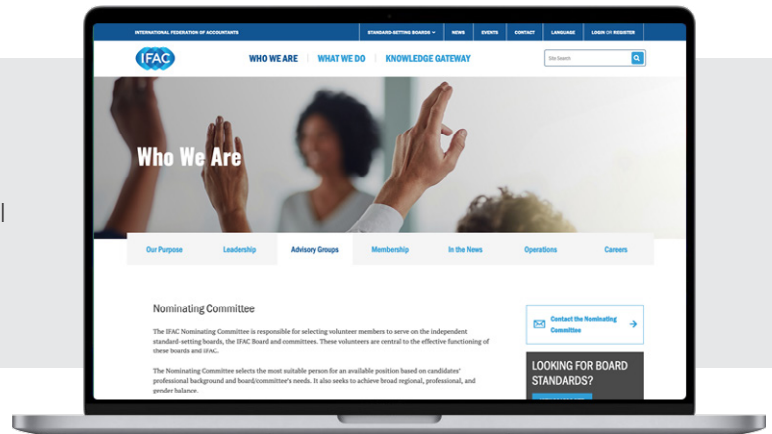 INTERNATIONAL FEDERATION OF ACCOUNTANTS
STANDARD-SETTING BOARDS NEWS EVENTS CONTACT LANGUAGE LOGIN OR REGISTER
IFAC
WHO WE ARE WHAT WE DO KNOWLEDGE GATEWAY
Site Search
Who We Are
Our Purpose Leadership Advisory Groups Membership In the News Operations Careers
Nominating Committee
The IFAC Nominating Committee is responsible for selecting volunteer members to serve on the independent
standard-setting boards, the IFAC Board and committees. These volunteers are central to the effective functioning of
these boards and IFAC.
The Nominating Committee selects the most suitable person for an available position based on candidates'
professional background and board/committee's needs. It also seeks to achieve broad regional, professional, and
gender balance.
Contact the Nominating
Committee
LOOKING FOR BOARD
STANDARDS?